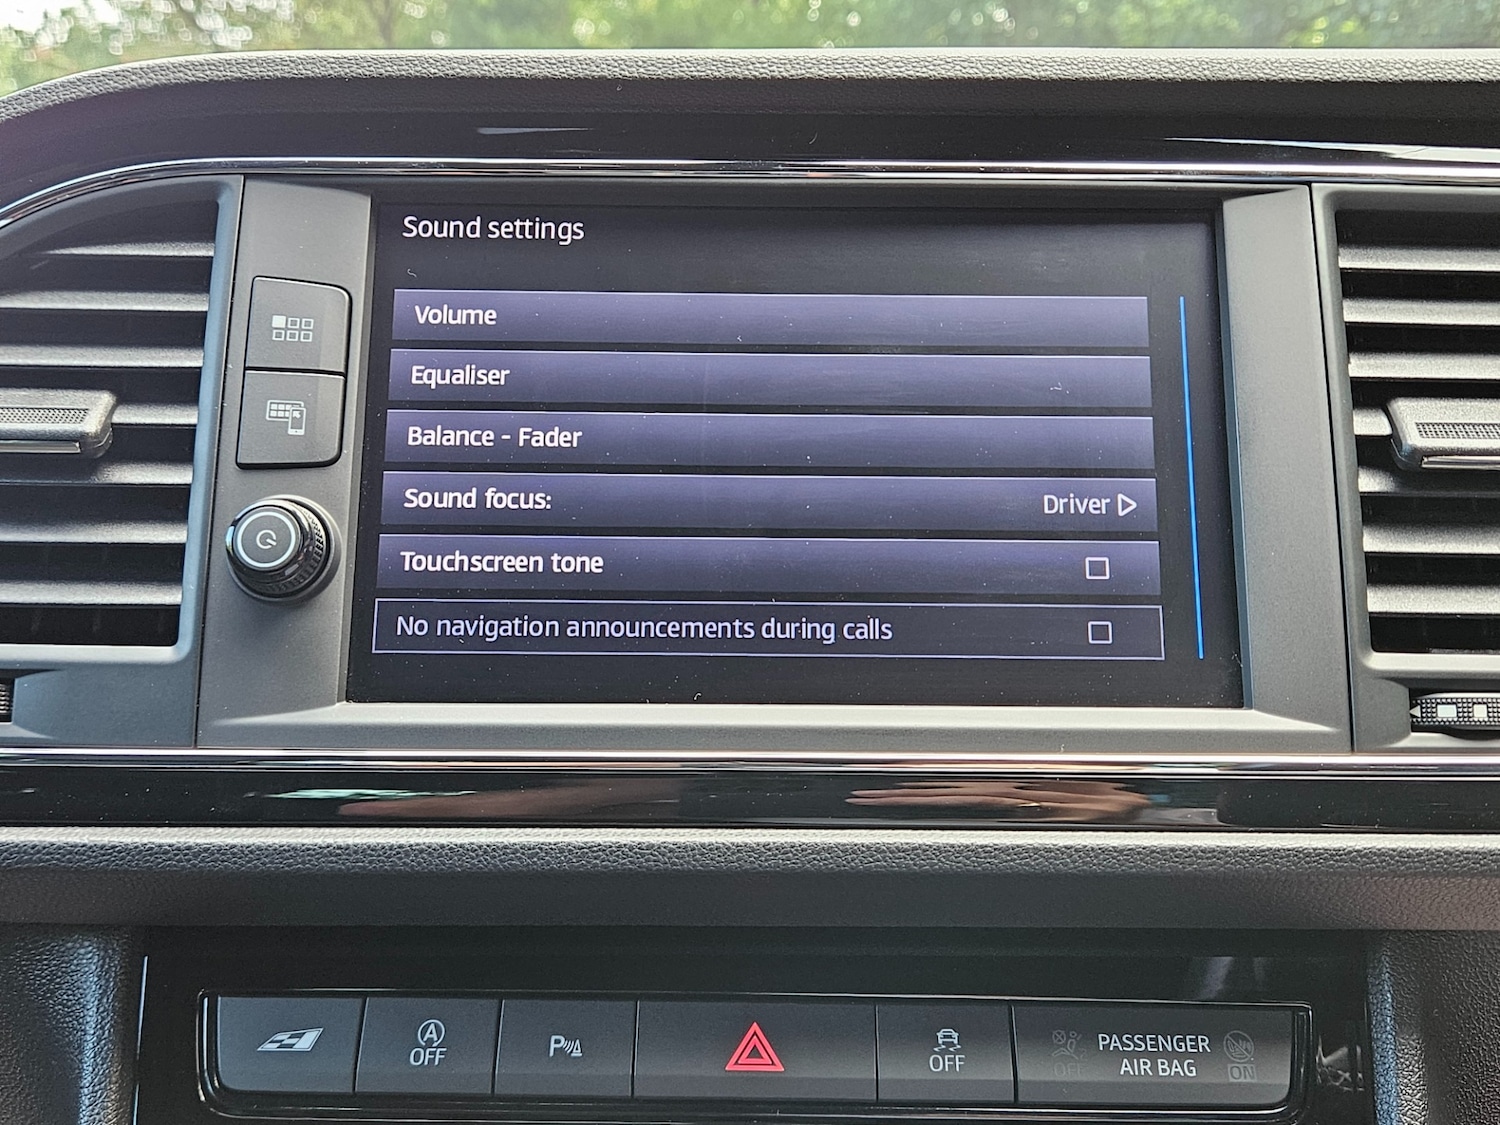 Sound settings
Volume
Equaliser
Balance - Fader
Sound focus:
Driver
Touchscreen tone
No navigation announcements during calls
A
OFF
P
OFF
OFF
PASSENGER
AIR BAG
ON